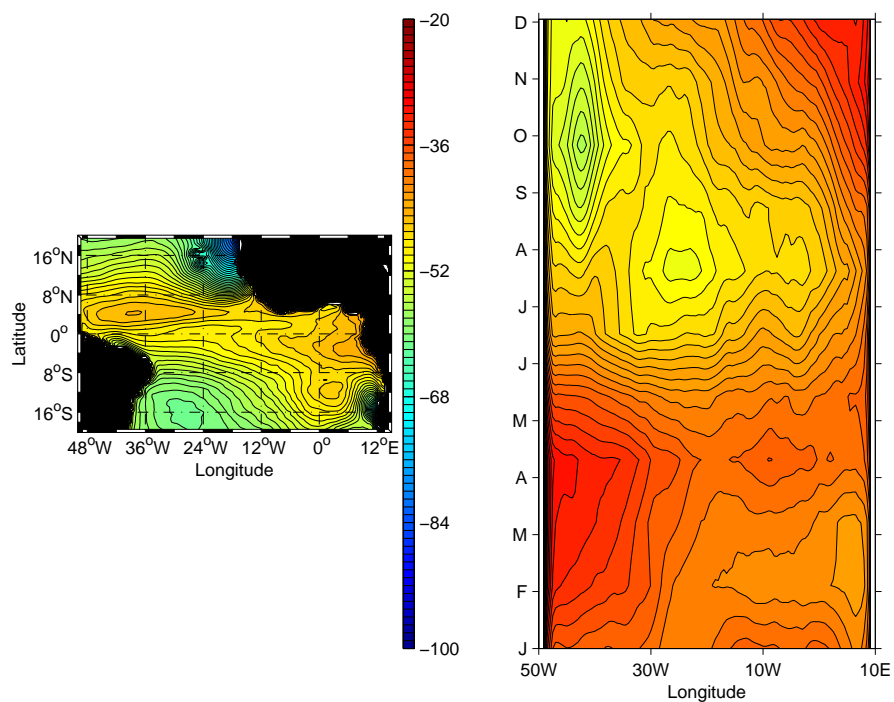 16°N
8°N
0°
8°S
16°S
Latitude
48°W 36°W 24°W 12°W 0° 12°E
Longitude
−20
−36
−52
−68
−84
−100
D
N
O
S
A
J
J
M
A
M
F
J
50W 30W 10W 10E
Longitude